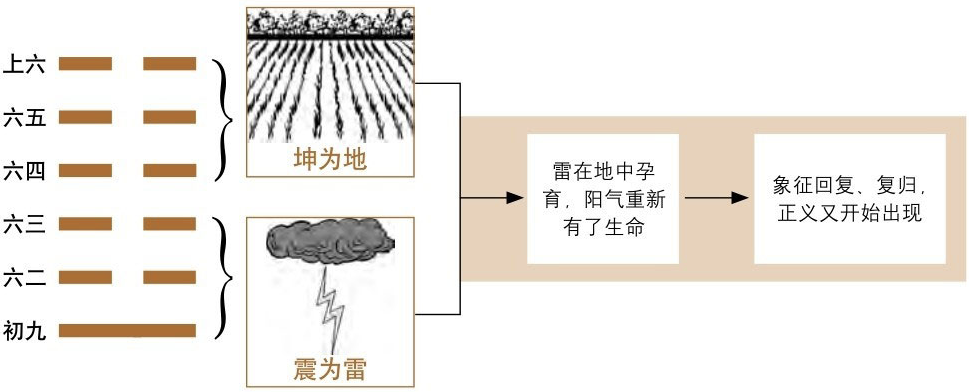 上六
六五
六四
六三
六二
初九
坤为地
震为雷
雷在地中孕
育，阳气重新
有了生命
象征回复、复归，
正义又开始出现